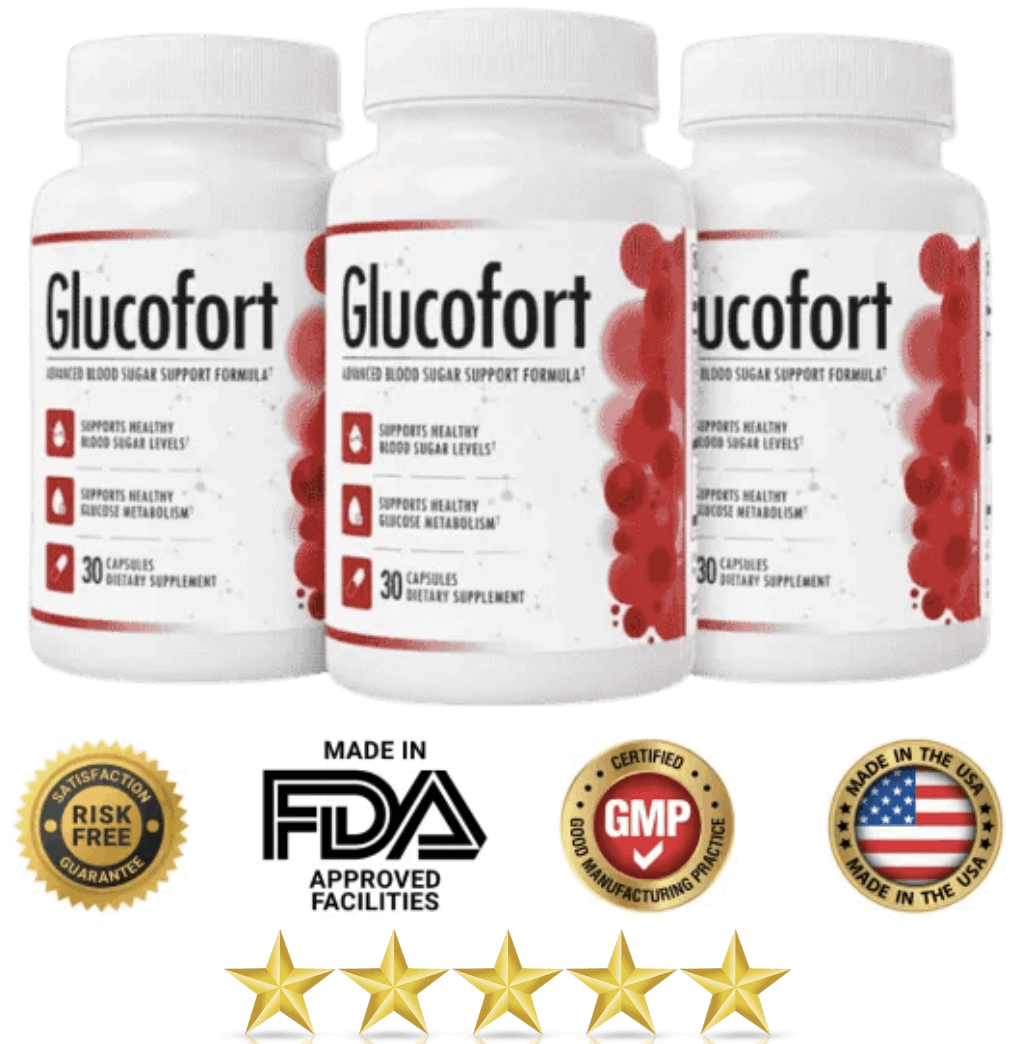 Glucofort
ADVANCED BLOOD SUGAR SUPPORT FORMULA†
SUPPORTS HEALTHY
BLOOD SUGAR LEVELS†
SUPPORTS HEALTHY
GLUCOSE METABOLISM†
30 CAPSULES
DIETARY SUPPLEMENT
Glucofort
ADVANCED BLOOD SUGAR SUPPORT FORMULA†
SUPPORTS HEALTHY
BLOOD SUGAR LEVELS†
SUPPORTS HEALTHY
GLUCOSE METABOLISM†
30 CAPSULES
DIETARY SUPPLEMENT
ucofort
BLOOD SUGAR SUPPORT FORMULA†
SUPPORTS HEALTHY
BLOOD SUGAR LEVELS†
SUPPORTS HEALTHY
GLUCOSE METABOLISM†
30 CAPSULES
DIETARY SUPPLEMENT
SATISFACTION
RISK
FREE
GUARANTEE
MADE IN
FDA
APPROVED
FACILITIES
CERTIFIED
GMP
GOOD MANUFACTURING PRACTICE
MADE IN THE USA
MADE IN THE USA